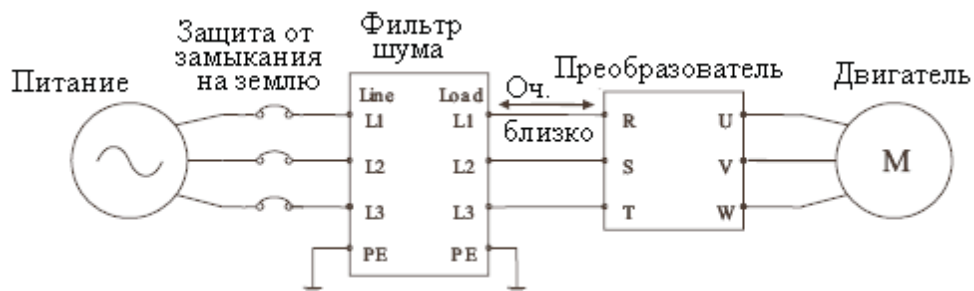 Питание
Защита от
замыкания
на землю
Фильтр
шума
Line Load
L1 L1
L2 L2
L3 L3
PE PE
Оч.
близко
Преобразователь
R U
S V
T W
Двигатель
M